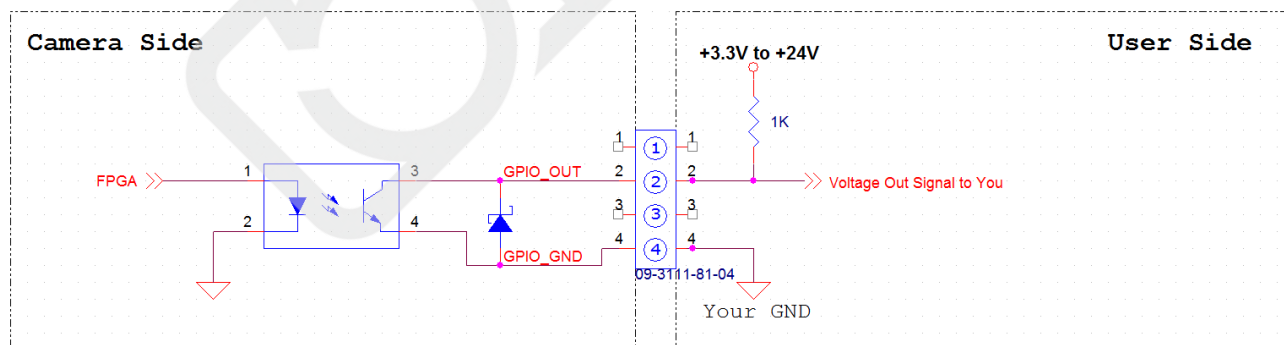 Camera Side
User Side
+3.3V to +24V
1K
1
1
1
FPGA
1
3
GPIO_OUT
2
2
2
Voltage Out Signal to You
3
3
3
2
4
GPIO_GND
4
4
4
09-3111-81-04
Your GND